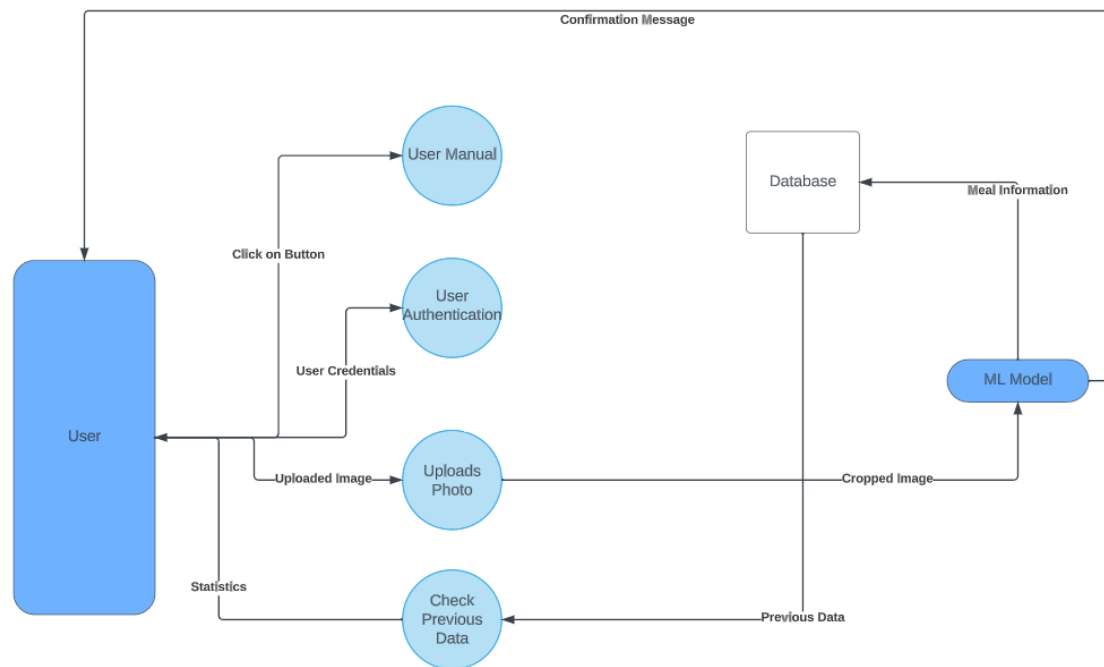 Confirmation Message
User Manual
Database
Meal Information
Click on Button
User
Authentication
User Credentials
ML Model
User
Uploads
Photo
Uploaded Image
Cropped Image
Statistics
Check
Previous
Data
Previous Data